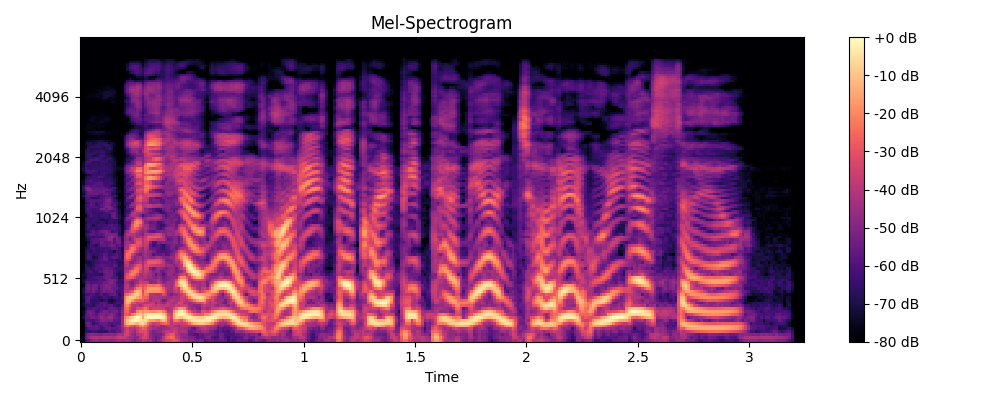 Mel-Spectrogram
+0 dB
-10 dB
-20 dB
-30 dB
-40 dB
-50 dB
-60 dB
-70 dB
-80 dB
4096
2048
1024
512
0
Hz
0 0.5 1 1.5 2 2.5 3
Time